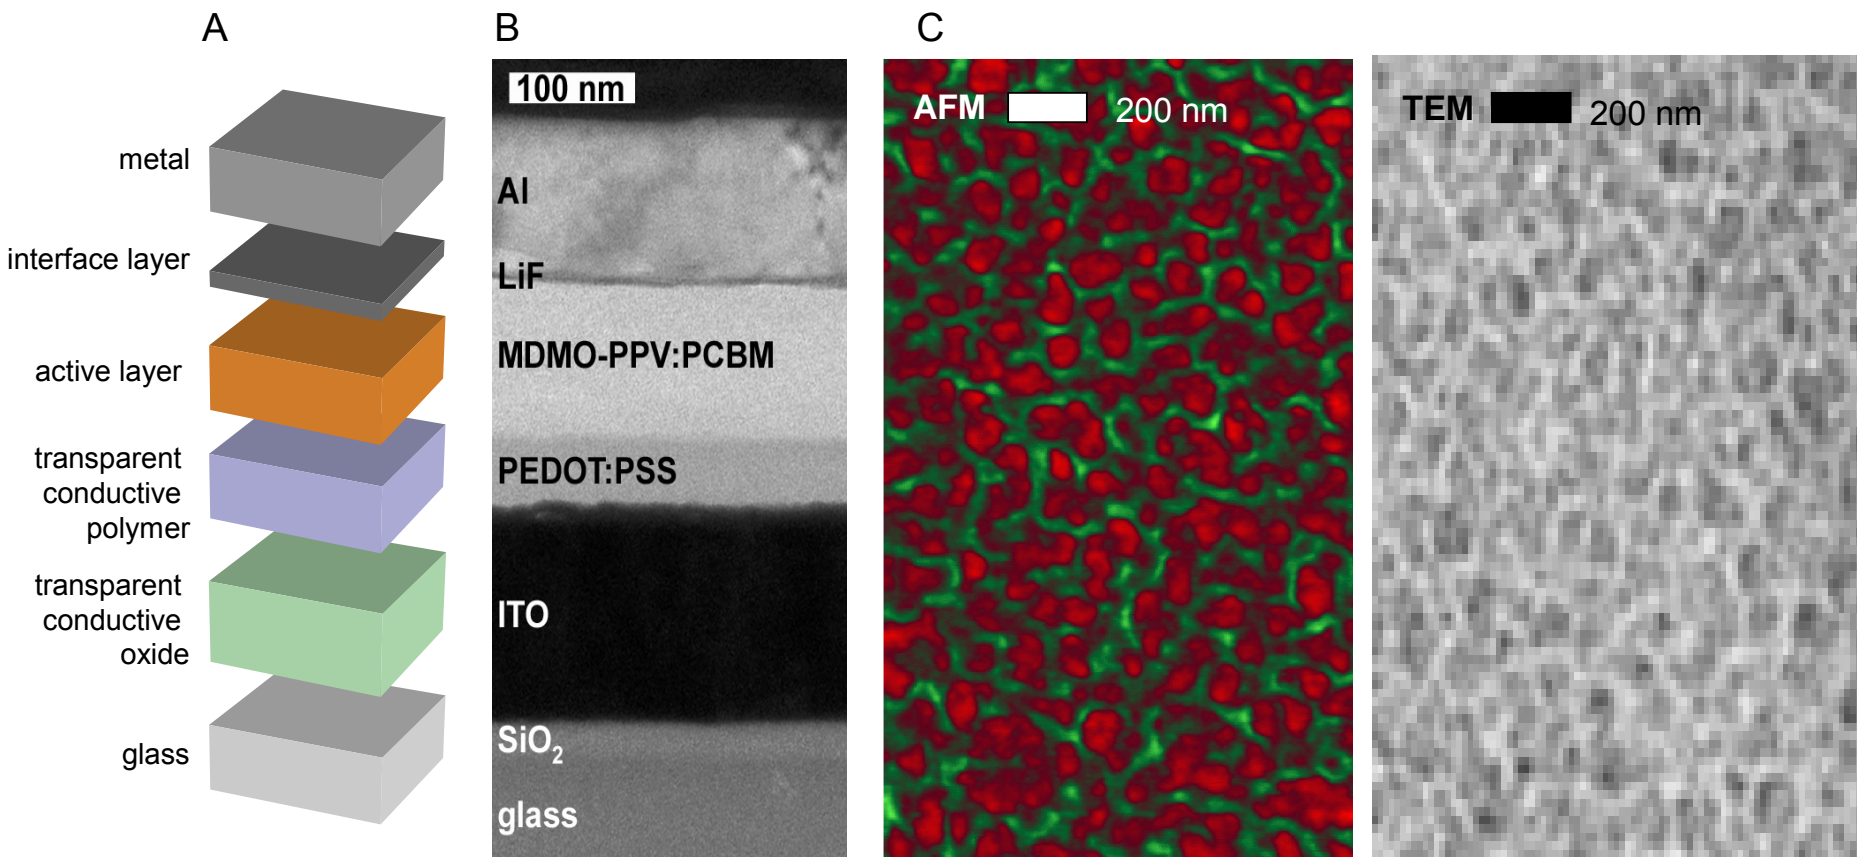 A
metal
interface layer
active layer
transparent
conductive
polymer
transparent
conductive
oxide
glass
B
100 nm
Al
LiF
MDMO-PPV:PCBM
PEDOT:PSS
ITO
SiO₂
glass
C
AFM 200 nm
TEM 200 nm